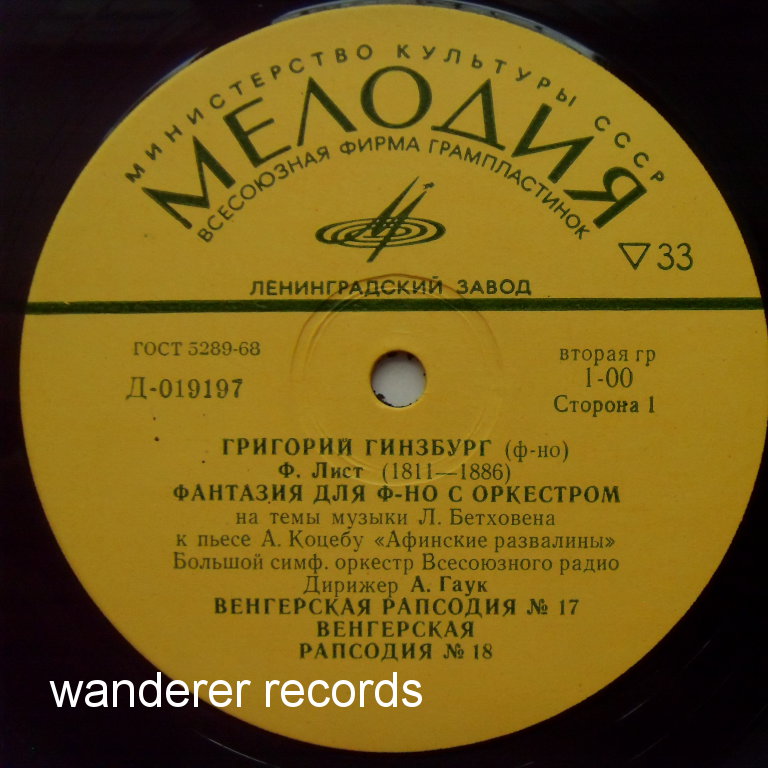 МИНИСТЕРСТВО КУЛЬТУРЫ СССР
МЕЛОДИЯ
ВСЕСОЮЗНАЯ ФИРМА ГРАМПЛАСТИНОК
▽33
ЛЕНИНГРАДСКИЙ ЗАВОД
ГОСТ 5289-68
вторая гр
Д-019197
1-00
Сторона 1
ГРИГОРИЙ ГИНЗБУРГ (ф-но)
Ф. Лист (1811—1886)
ФАНТАЗИЯ ДЛЯ Ф-НО С ОРКЕСТРОМ
на темы музыки Л. Бетховена
к пьесе А. Коцебу «Афинские развалины»
Большой симф. оркестр Всесоюзного радио
Дирижер А. Гаук
ВЕНГЕРСКАЯ РАПСОДИЯ № 17
ВЕНГЕРСКАЯ
РАПСОДИЯ № 18
wanderer records